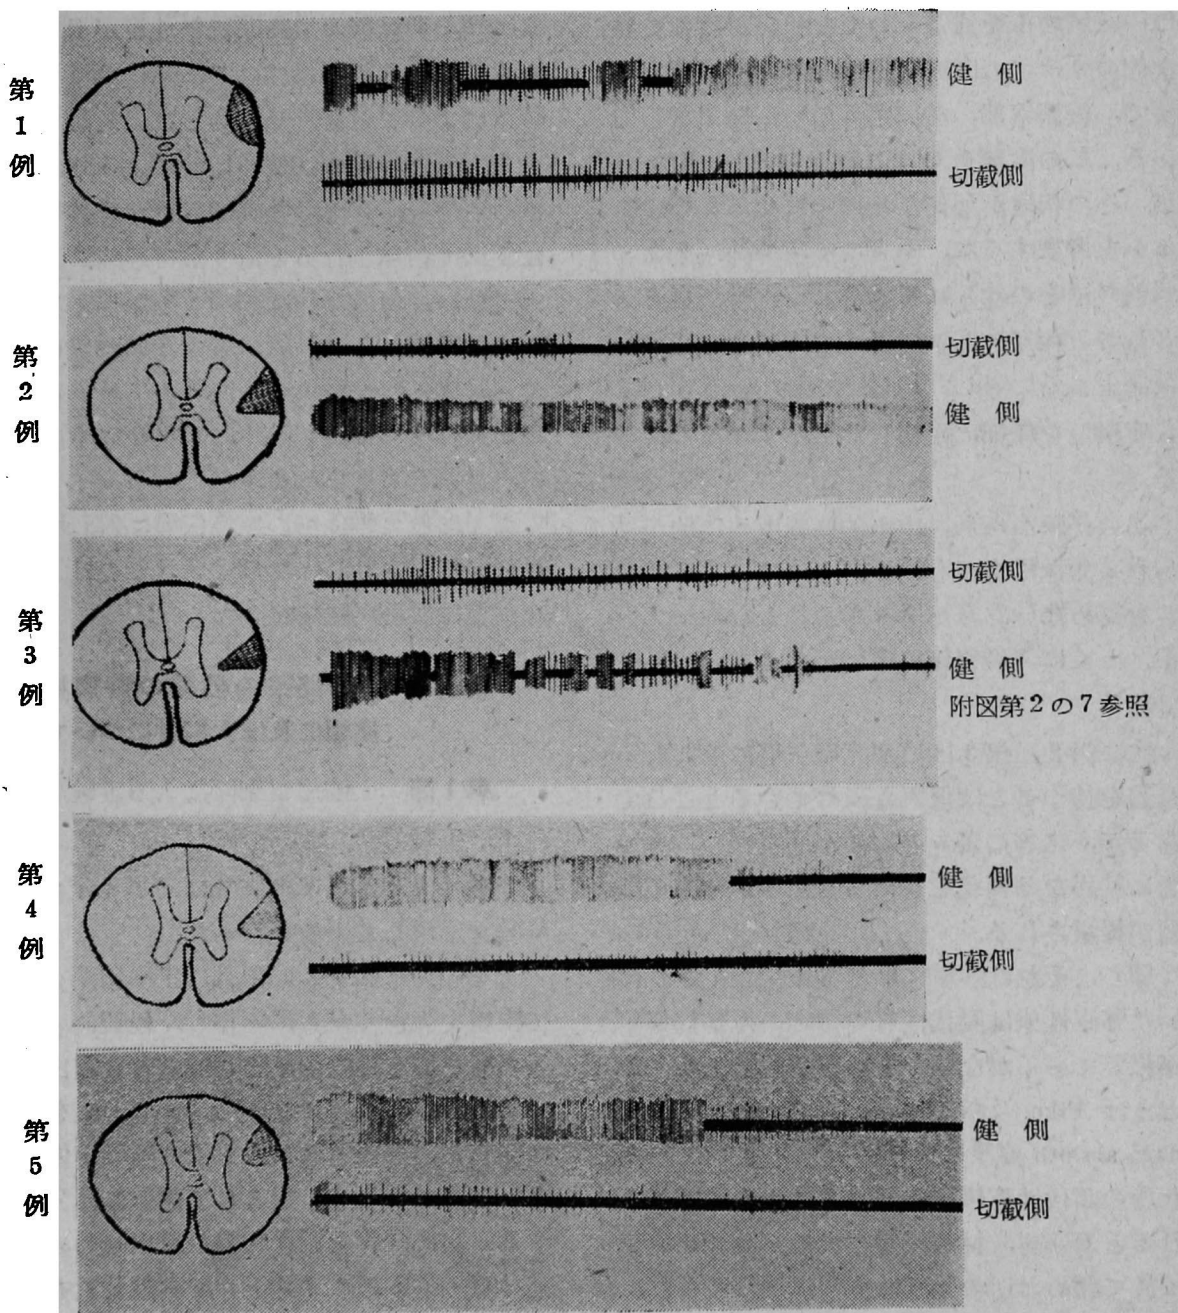 第1例
健 側
切截側
第2例
切截側
健 側
第3例
切截側
健 側
附図第2の7参照
第4例
健 側
切截側
第5例
健 側
切截側